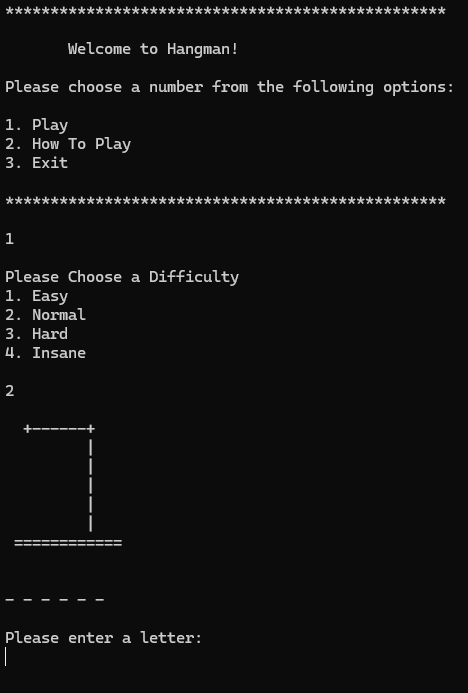 *************************************************
Welcome to Hangman!
Please choose a number from the following options:
1. Play
2. How To Play
3. Exit
*************************************************
1
Please Choose a Difficulty
1. Easy
2. Normal
3. Hard
4. Insane
2
  +------+
         |
         |
         |
         |
         |
 ============
_ _ _ _ _ _
Please enter a letter: